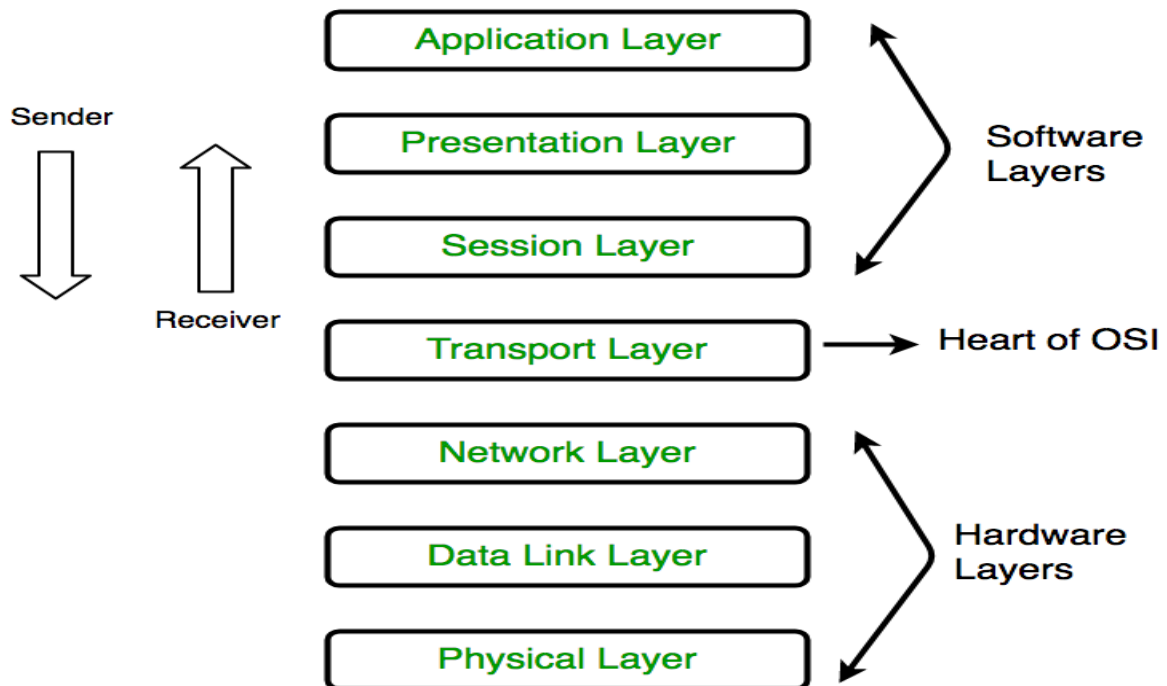 Application Layer
Sender
Presentation Layer
Software
Layers
Session Layer
Receiver
Transport Layer
Heart of OSI
Network Layer
Data Link Layer
Hardware
Layers
Physical Layer